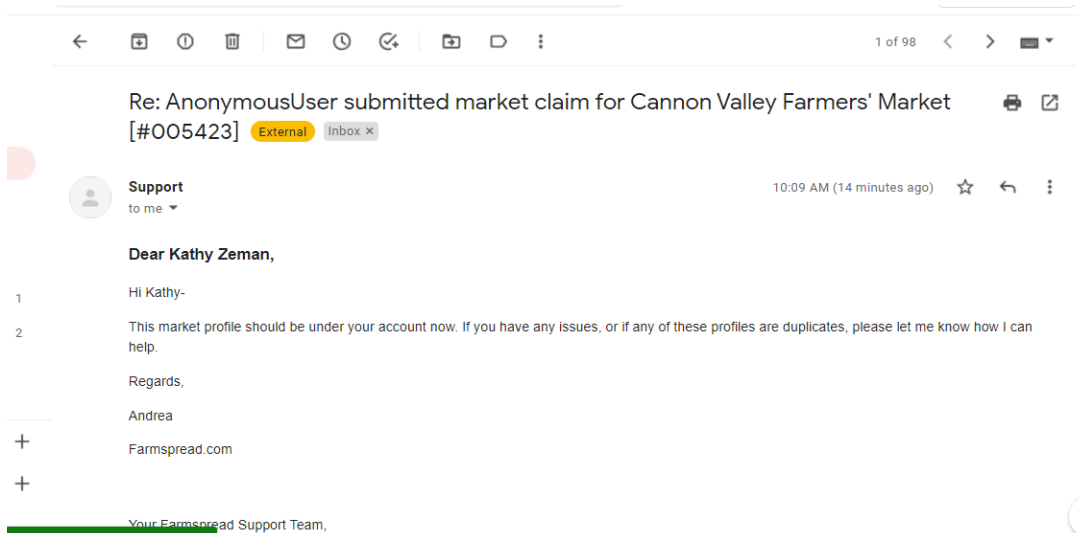 1 of 98
Re: AnonymousUser submitted market claim for Cannon Valley Farmers' Market
[#005423] External Inbox ×
Support
10:09 AM (14 minutes ago)
to me
Dear Kathy Zeman,
Hi Kathy-
1
This market profile should be under your account now. If you have any issues, or if any of these profiles are duplicates, please let me know how I can
2
help.
Regards,
Andrea
Farmspread.com
Your Farmspread Support Team,